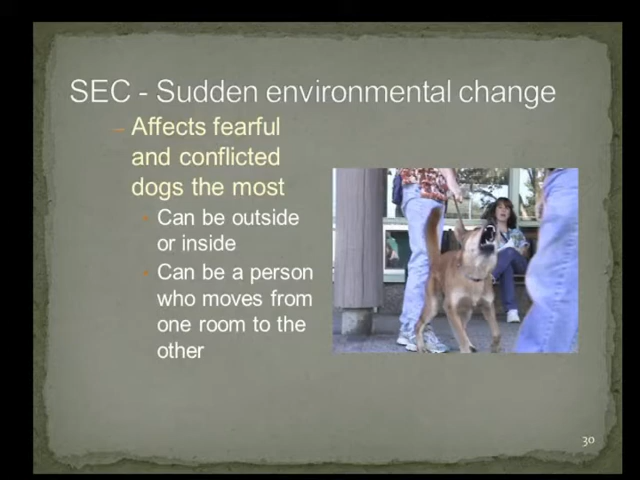 SEC - Sudden environmental change
– Affects fearful
and conflicted
dogs the most
• Can be outside
or inside
• Can be a person
who moves from
one room to the
other
30